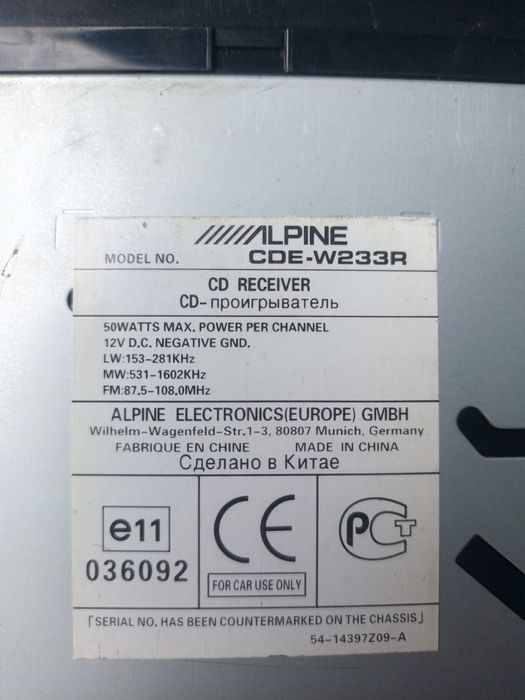 ALPINE
MODEL NO. CDE-W233R
CD RECEIVER
CD-проигрыватель
50WATTS MAX. POWER PER CHANNEL
12V D.C. NEGATIVE GND.
LW:153-281KHz
MW:531-1602KHz
FM:87.5-108.0MHz
ALPINE ELECTRONICS(EUROPE) GMBH
Wilhelm-Wagenfeld-Str.1-3, 80807 Munich, Germany
FABRIQUE EN CHINE MADE IN CHINA
Сделано в Китае
e11
036092
CE
FOR CAR USE ONLY
РСТ
「SERIAL NO. HAS BEEN COUNTERMARKED ON THE CHASSIS」
54-14397Z09-A